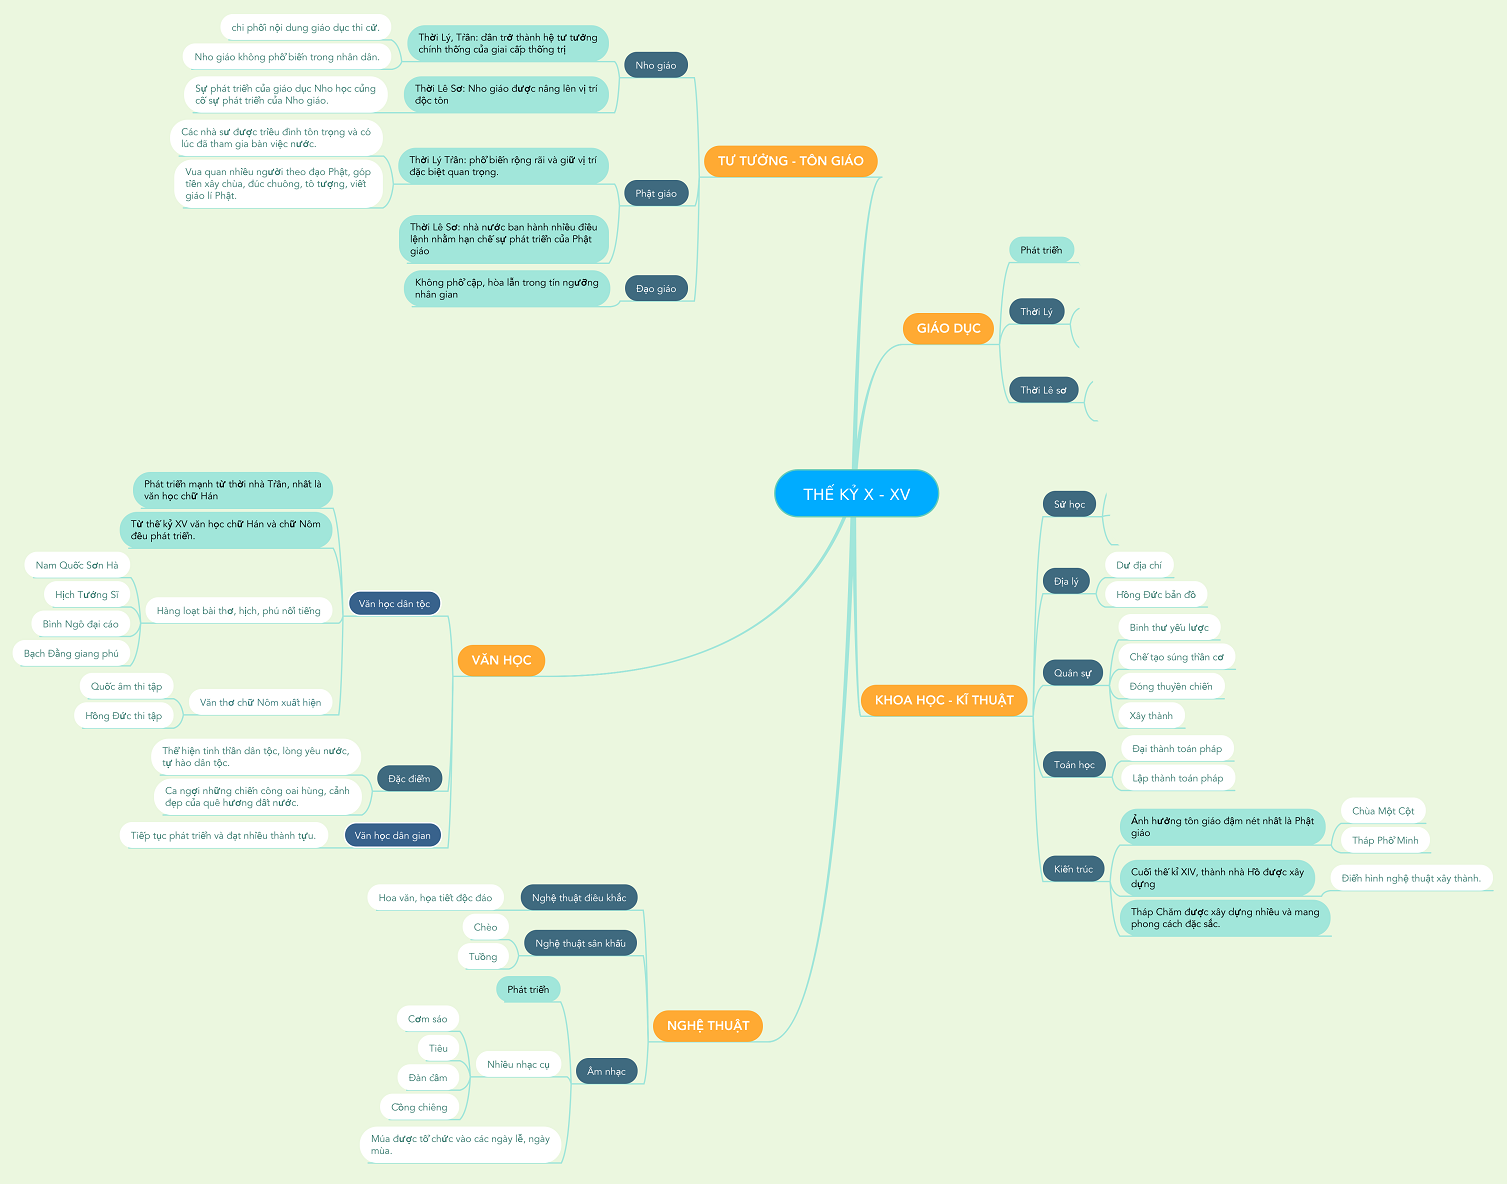 THẾ KỶ X - XV
TƯ TƯỞNG - TÔN GIÁO
Nho giáo
Thời Lý, Trần: dần trở thành hệ tư tưởng
chính thống của giai cấp thống trị
chi phối nội dung giáo dục thi cử.
Nho giáo không phổ biến trong nhân dân.
Thời Lê Sơ: Nho giáo được nâng lên vị trí
độc tôn
Sự phát triển của giáo dục Nho học củng
cố sự phát triển của Nho giáo.
Phật giáo
Thời Lý Trần: phổ biến rộng rãi và giữ vị trí
đặc biệt quan trọng.
Các nhà sư được triều đình tôn trọng và có
lúc đã tham gia bàn việc nước.
Vua quan nhiều người theo đạo Phật, góp
tiền xây chùa, đúc chuông, tô tượng, viết
giáo lí Phật.
Thời Lê Sơ: nhà nước ban hành nhiều điều
lệnh nhằm hạn chế sự phát triển của Phật
giáo
Đạo giáo
Không phổ cập, hòa lẫn trong tín ngưỡng
nhân gian
GIÁO DỤC
Phát triển
Thời Lý
Thời Lê sơ
VĂN HỌC
Văn học dân tộc
Phát triển mạnh từ thời nhà Trần, nhất là
văn học chữ Hán
Từ thế kỷ XV văn học chữ Hán và chữ Nôm
đều phát triển.
Hàng loạt bài thơ, hịch, phú nổi tiếng
Nam Quốc Sơn Hà
Hịch Tướng Sĩ
Bình Ngô đại cáo
Bạch Đằng giang phú
Văn thơ chữ Nôm xuất hiện
Quốc âm thi tập
Hồng Đức thi tập
Đặc điểm
Thể hiện tinh thần dân tộc, lòng yêu nước,
tự hào dân tộc.
Ca ngợi những chiến công oai hùng, cảnh
đẹp của quê hương đất nước.
Văn học dân gian
Tiếp tục phát triển và đạt nhiều thành tựu.
KHOA HỌC - KĨ THUẬT
Sử học
Địa lý
Dư địa chí
Hồng Đức bản đồ
Quân sự
Binh thư yếu lược
Chế tạo súng thần cơ
Đóng thuyền chiến
Xây thành
Toán học
Đại thành toán pháp
Lập thành toán pháp
Kiến trúc
Ảnh hưởng tôn giáo đậm nét nhất là Phật
giáo
Chùa Một Cột
Tháp Phổ Minh
Cuối thế kỉ XIV, thành nhà Hồ được xây
dựng
Điển hình nghệ thuật xây thành.
Tháp Chăm được xây dựng nhiều và mang
phong cách đặc sắc.
NGHỆ THUẬT
Nghệ thuật điêu khắc
Hoa văn, họa tiết độc đáo
Nghệ thuật sân khấu
Chèo
Tuồng
Âm nhạc
Phát triển
Nhiều nhạc cụ
Cơm sáo
Tiêu
Đàn cầm
Cồng chiêng
Múa được tổ chức vào các ngày lễ, ngày
mùa.